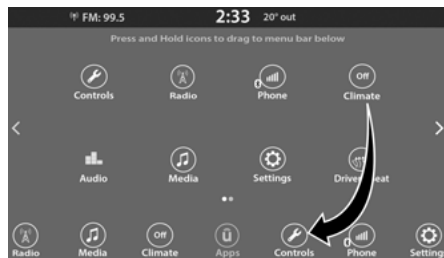 FM: 99.5 2:33 20° out
Press and Hold icons to drag to menu bar below
Off
Controls Radio Phone Climate
Audio Media Settings Driver Seat
Off ū
Radio Media Climate Apps Controls Phone Setting